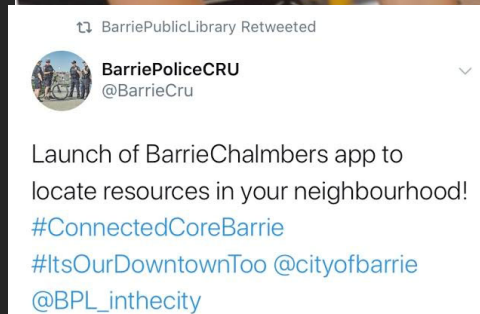 BarriePublicLibrary Retweeted
BarriePoliceCRU
@BarrieCru
Launch of BarrieChalmbers app to
locate resources in your neighbourhood!
#ConnectedCoreBarrie
#ItsOurDowntownToo @cityofbarrie
@BPL_inthecity